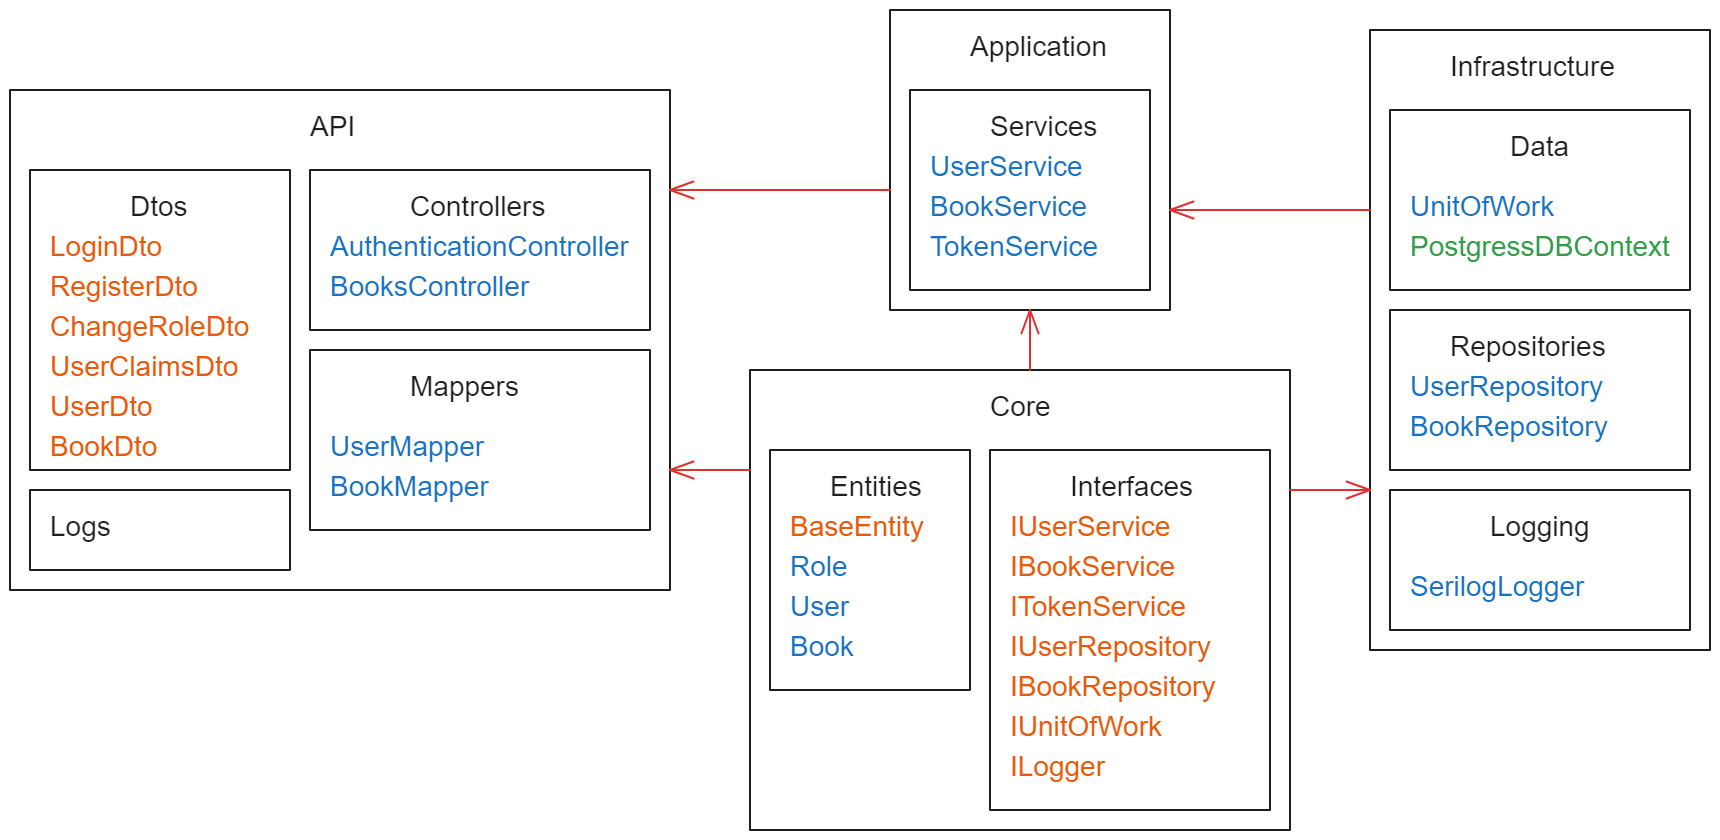 API
Dtos
LoginDto
RegisterDto
ChangeRoleDto
UserClaimsDto
UserDto
BookDto
Logs
Controllers
AuthenticationController
BooksController
Mappers
UserMapper
BookMapper
Application
Services
UserService
BookService
TokenService
Core
Entities
BaseEntity
Role
User
Book
Interfaces
IUserService
IBookService
ITokenService
IUserRepository
IBookRepository
IUnitOfWork
ILogger
Infrastructure
Data
UnitOfWork
PostgressDBContext
Repositories
UserRepository
BookRepository
Logging
SerilogLogger